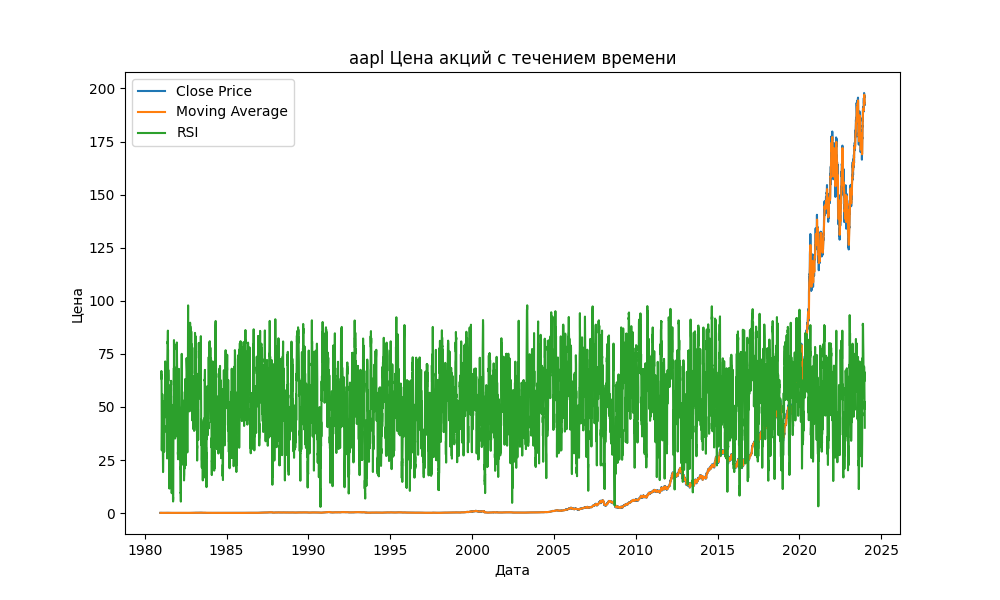 aapl Цена акций с течением времени
Close Price
Moving Average
RSI
Цена
200
175
150
125
100
75
50
25
0
1980 1985 1990 1995 2000 2005 2010 2015 2020 2025
Дата